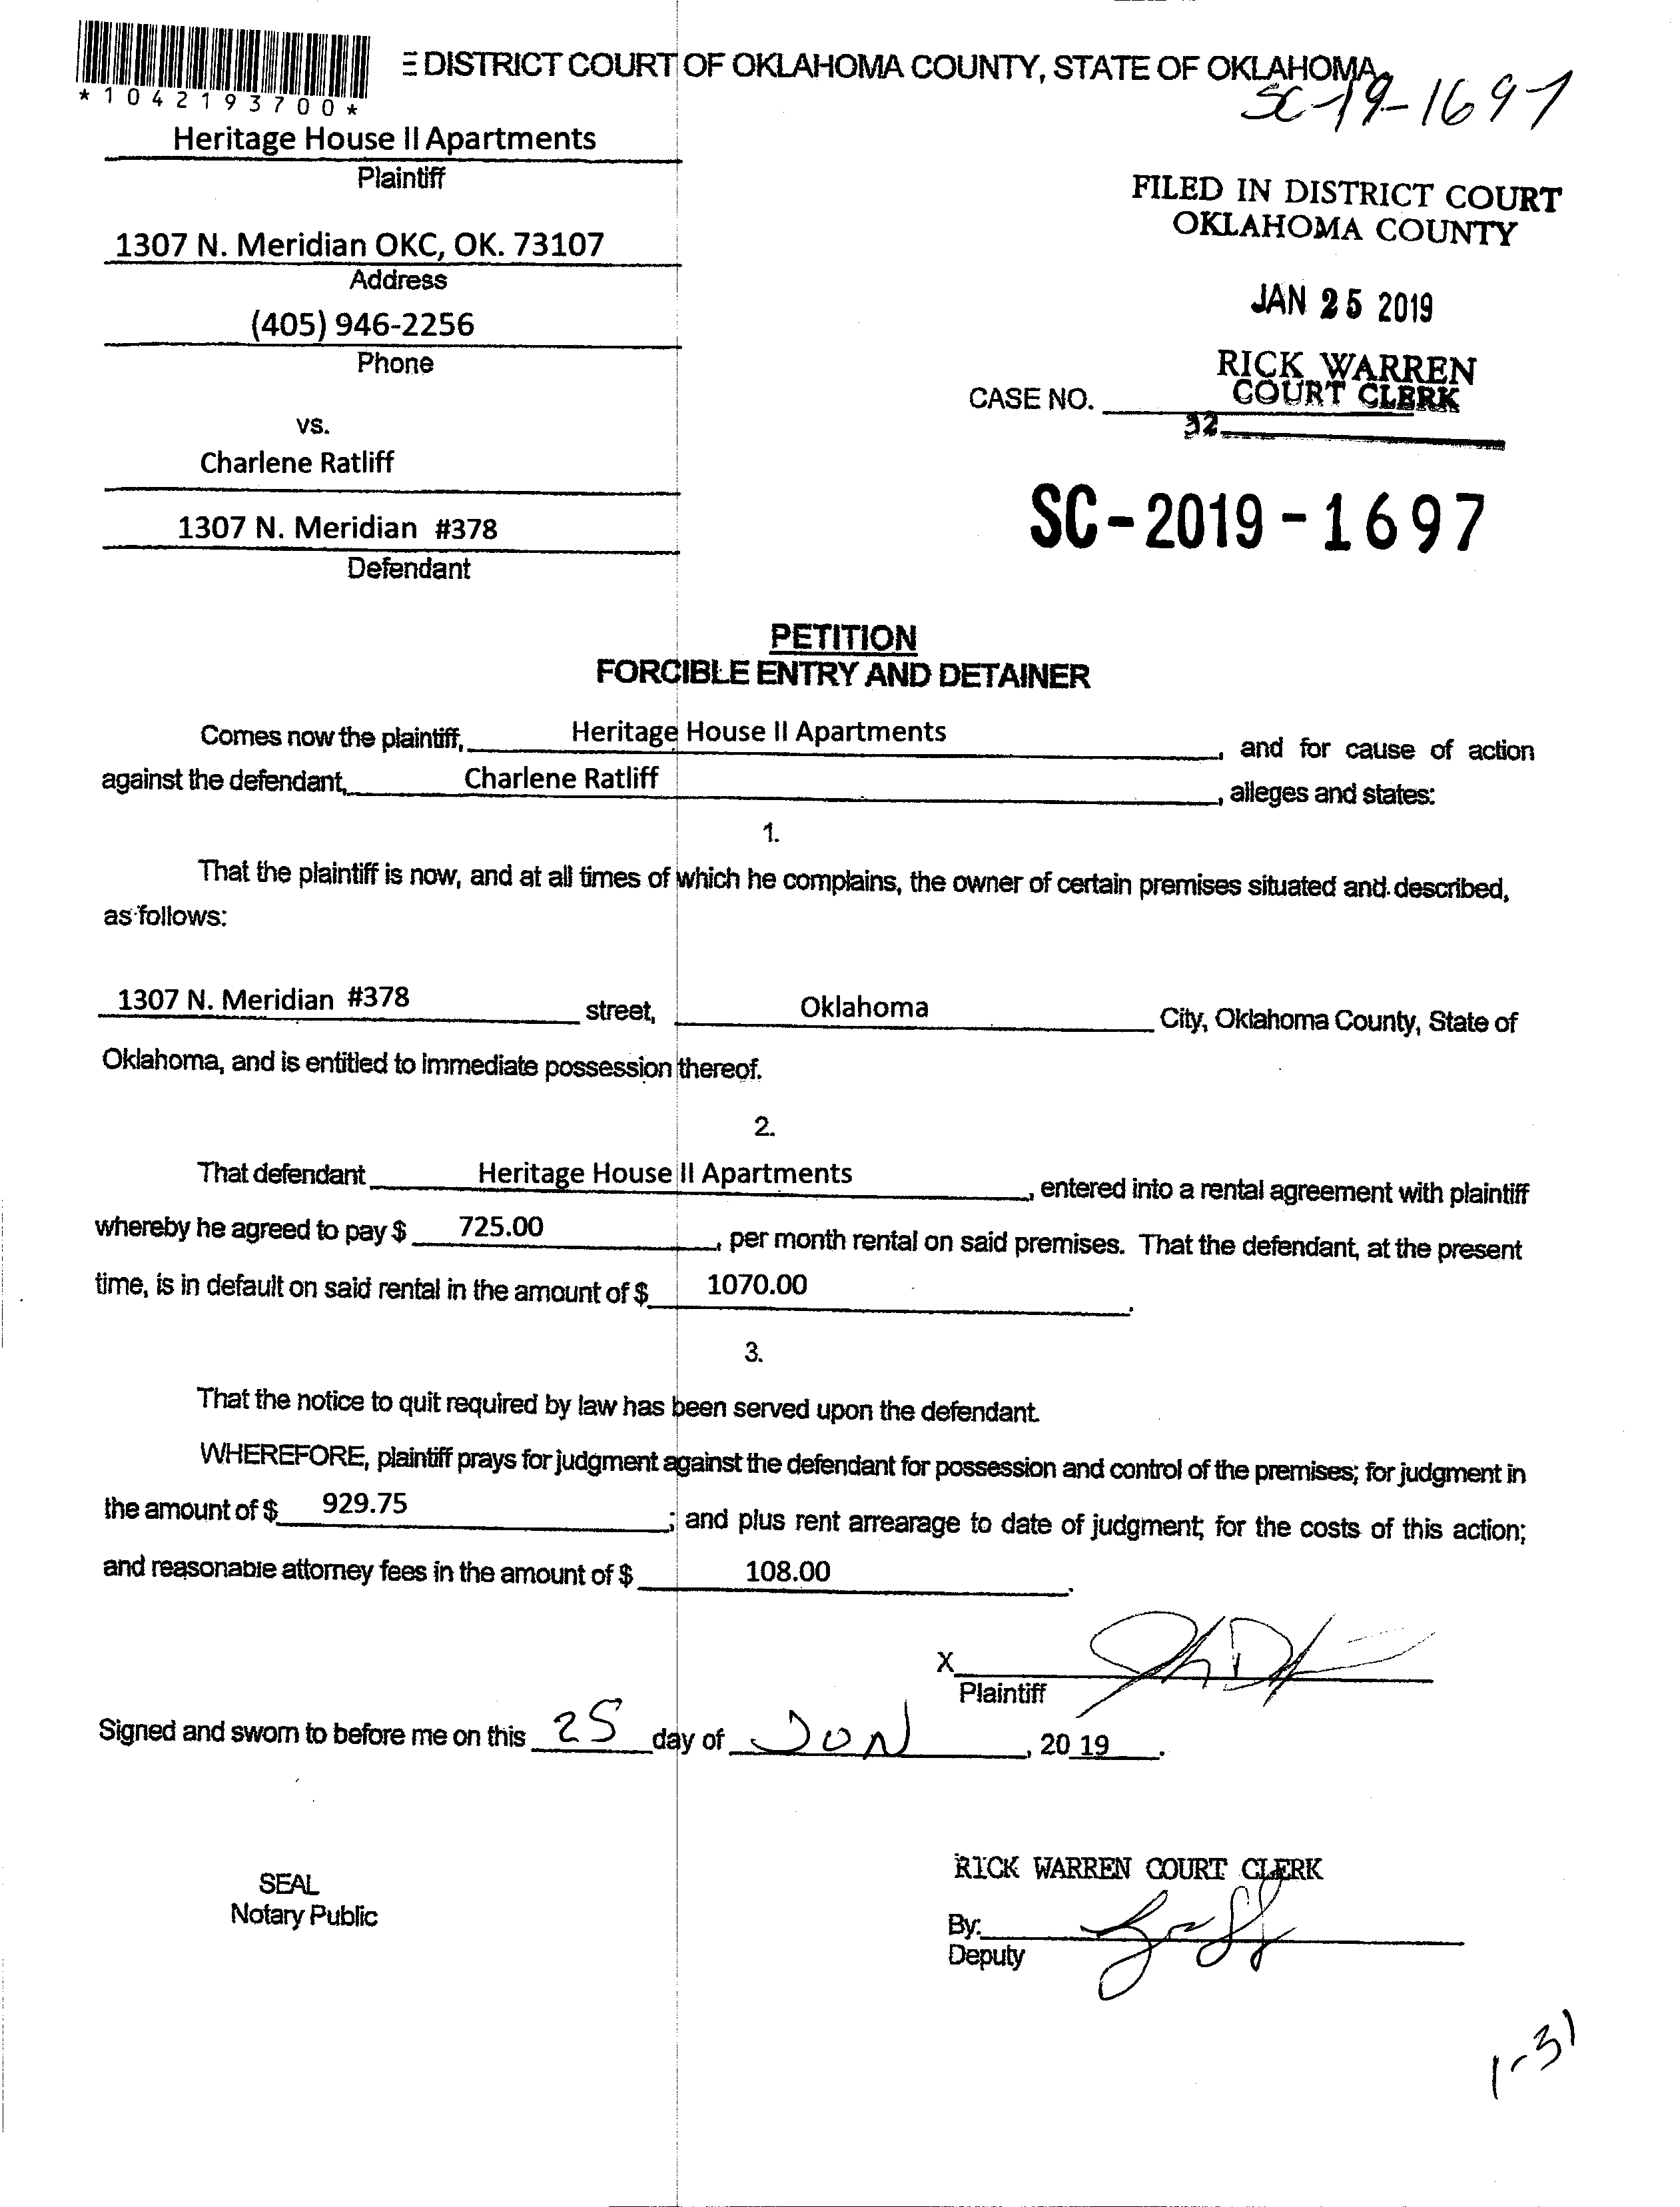 E DISTRICT COURT OF OKLAHOMA COUNTY, STATE OF OKLAHOMA
*1042193700*
SC-19-1697
Heritage House II Apartments
Plaintiff
FILED IN DISTRICT COURT
OKLAHOMA COUNTY
1307 N. Meridian OKC, OK. 73107
Address
JAN 25 2019
(405) 946-2256
Phone
RICK WARREN
COURT CLERK
CASE NO.
32
vs.
Charlene Ratliff
1307 N. Meridian #378
Defendant
SC-2019-1697
PETITION
FORCIBLE ENTRY AND DETAINER
Comes now the plaintiff, Heritage House II Apartments, and for cause of action
against the defendant, Charlene Ratliff, alleges and states:
1.
That the plaintiff is now, and at all times of which he complains, the owner of certain premises situated and described,
as follows:
1307 N. Meridian #378 street, Oklahoma City, Oklahoma County, State of
Oklahoma, and is entitled to immediate possession thereof.
2.
That defendant Heritage House II Apartments, entered into a rental agreement with plaintiff
whereby he agreed to pay $ 725.00, per month rental on said premises. That the defendant, at the present
time, is in default on said rental in the amount of $ 1070.00.
3.
That the notice to quit required by law has been served upon the defendant.
WHEREFORE, plaintiff prays for judgment against the defendant for possession and control of the premises; for judgment in
the amount of $ 929.75; and plus rent arrearage to date of judgment; for the costs of this action;
and reasonable attorney fees in the amount of $ 108.00.
X
Plaintiff
Signed and sworn to before me on this 25 day of JAN, 20 19.
RICK WARREN COURT CLERK
SEAL
Notary Public
By:
Deputy
1-31